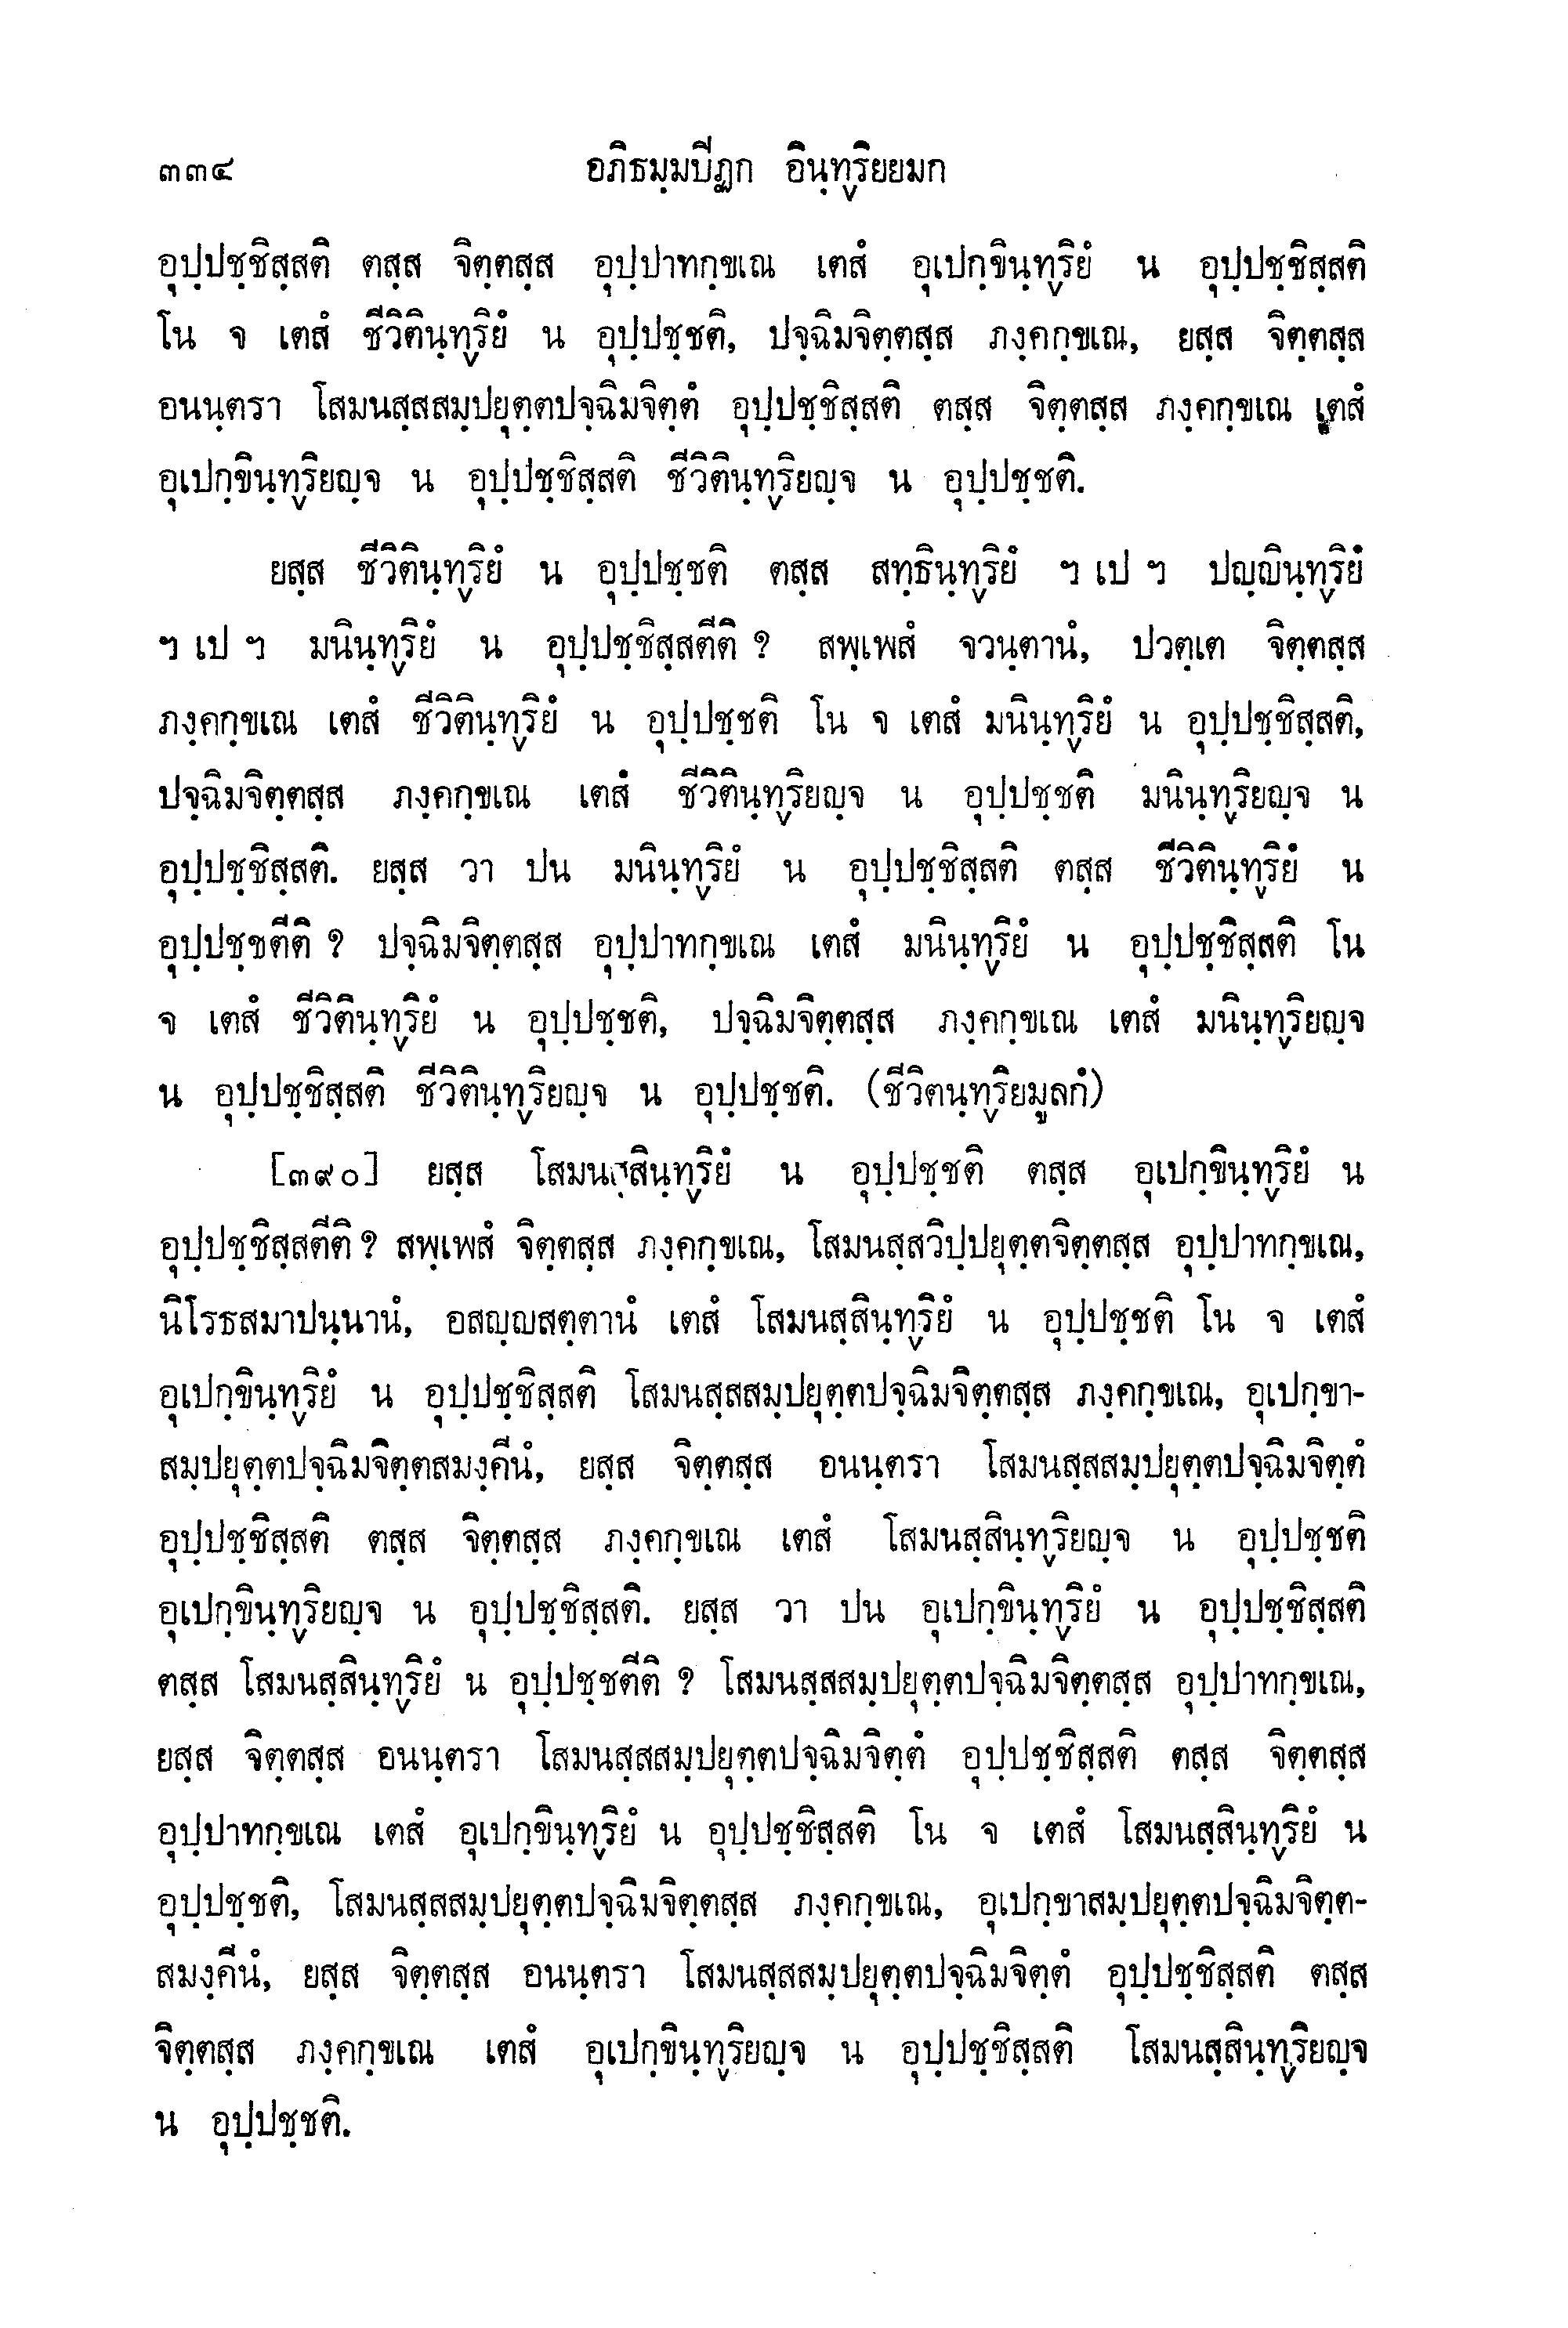 ๓๓๔ อภิธมฺมปีฏก อินฺทฺริยยมก
อุปฺปชฺชิสฺสติ ตสฺส จิตฺตสฺส อุปฺปาทกฺขเณ เตสํ อุเปกฺขินฺทฺริยํ น อุปฺปชฺชิสฺสติ
โน จ เตสํ ชีวิตินฺทฺริยํ น อุปฺปชฺชติ, ปจฺฉิมจิตฺตสฺส ภงฺคกฺขเณ, ยสฺส จิตฺตสฺส
อนนฺตรา โสมนสฺสสมฺปยุตฺตปจฺฉิมจิตฺตํ อุปฺปชฺชิสฺสติ ตสฺส จิตฺตสฺส ภงฺคกฺขเณ เตสํ
อุเปกฺขินฺทฺริยญฺจ น อุปฺปชฺชิสฺสติ ชีวิตินฺทฺริยญฺจ น อุปฺปชฺชติ.
ยสฺส ชีวิตินฺทฺริยํ น อุปฺปชฺชติ ตสฺส สทฺธินฺทฺริยํ ฯ เป ฯ ปญฺญินฺทฺริยํ
ฯ เป ฯ มนินฺทฺริยํ น อุปฺปชฺชิสฺสตีติ ? สพฺเพสํ จวนฺตานํ, ปวตฺเต จิตฺตสฺส
ภงฺคกฺขเณ เตสํ ชีวิตินฺทฺริยํ น อุปฺปชฺชติ โน จ เตสํ มนินฺทฺริยํ น อุปฺปชฺชิสฺสติ,
ปจฺฉิมจิตฺตสฺส ภงฺคกฺขเณ เตสํ ชีวิตินฺทฺริยญฺจ น อุปฺปชฺชติ มนินฺทฺริยญฺจ น
อุปฺปชฺชิสฺสติ. ยสฺส วา ปน มนินฺทฺริยํ น อุปฺปชฺชิสฺสติ ตสฺส ชีวิตินฺทฺริยํ น
อุปฺปชฺชตีติ ? ปจฺฉิมจิตฺตสฺส อุปฺปาทกฺขเณ เตสํ มนินฺทฺริยํ น อุปฺปชฺชิสฺสติ โน
จ เตสํ ชีวิตินฺทฺริยํ น อุปฺปชฺชติ, ปจฺฉิมจิตฺตสฺส ภงฺคกฺขเณ เตสํ มนินฺทฺริยญฺจ
น อุปฺปชฺชิสฺสติ ชีวิตินฺทฺริยญฺจ น อุปฺปชฺชติ. (ชีวิตนฺทฺริยมูลกํ)
[๓๙๐] ยสฺส โสมนสฺสินฺทฺริยํ น อุปฺปชฺชติ ตสฺส อุเปกฺขินฺทฺริยํ น
อุปฺปชฺชิสฺสตีติ ? สพฺเพสํ จิตฺตสฺส ภงฺคกฺขเณ, โสมนสฺสวิปฺปยุตฺตจิตฺตสฺส อุปฺปาทกฺขเณ,
นิโรธสมาปนฺนานํ, อสญฺญสตฺตานํ เตสํ โสมนสฺสินฺทฺริยํ น อุปฺปชฺชติ โน จ เตสํ
อุเปกฺขินฺทฺริยํ น อุปฺปชฺชิสฺสติ โสมนสฺสสมฺปยุตฺตปจฺฉิมจิตฺตสฺส ภงฺคกฺขเณ, อุเปกฺขา-
สมฺปยุตฺตปจฺฉิมจิตฺตสมงฺคีนํ, ยสฺส จิตฺตสฺส อนนฺตรา โสมนสฺสสมฺปยุตฺตปจฺฉิมจิตฺตํ
อุปฺปชฺชิสฺสติ ตสฺส จิตฺตสฺส ภงฺคกฺขเณ เตสํ โสมนสฺสินฺทฺริยญฺจ น อุปฺปชฺชติ
อุเปกฺขินฺทฺริยญฺจ น อุปฺปชฺชิสฺสติ. ยสฺส วา ปน อุเปกฺขินฺทฺริยํ น อุปฺปชฺชิสฺสติ
ตสฺส โสมนสฺสินฺทฺริยํ น อุปฺปชฺชตีติ ? โสมนสฺสสมฺปยุตฺตปจฺฉิมจิตฺตสฺส อุปฺปาทกฺขเณ,
ยสฺส จิตฺตสฺส อนนฺตรา โสมนสฺสสมฺปยุตฺตปจฺฉิมจิตฺตํ อุปฺปชฺชิสฺสติ ตสฺส จิตฺตสฺส
อุปฺปาทกฺขเณ เตสํ อุเปกฺขินฺทฺริยํ น อุปฺปชฺชิสฺสติ โน จ เตสํ โสมนสฺสินฺทฺริยํ น
อุปฺปชฺชติ, โสมนสฺสสมฺปยุตฺตปจฺฉิมจิตฺตสฺส ภงฺคกฺขเณ, อุเปกฺขาสมฺปยุตฺตปจฺฉิมจิตฺต-
สมงฺคีนํ, ยสฺส จิตฺตสฺส อนนฺตรา โสมนสฺสสมฺปยุตฺตปจฺฉิมจิตฺตํ อุปฺปชฺชิสฺสติ ตสฺส
จิตฺตสฺส ภงฺคกฺขเณ เตสํ อุเปกฺขินฺทฺริยญฺจ น อุปฺปชฺชิสฺสติ โสมนสฺสินฺทฺริยญฺจ
น อุปฺปชฺชติ.